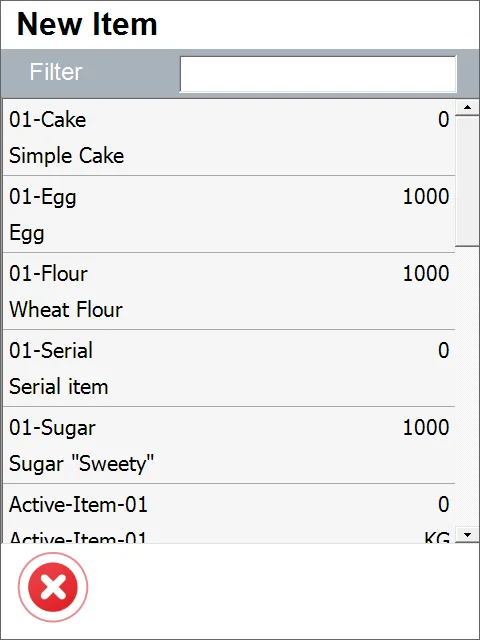 New Item
Filter
01-Cake 0
Simple Cake
01-Egg 1000
Egg
01-Flour 1000
Wheat Flour
01-Serial 0
Serial item
01-Sugar 1000
Sugar "Sweety"
Active-Item-01 0
Active-Item-01 KG